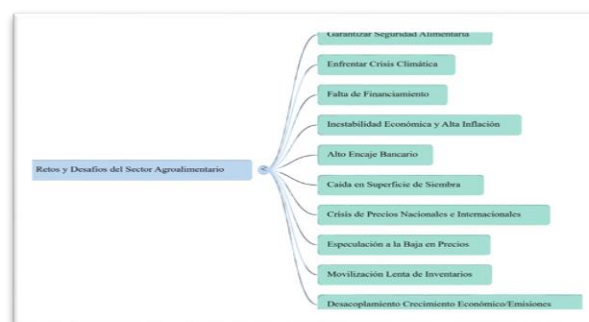 Garantizar Seguridad Alimentaria
Enfrentar Crisis Climática
Falta de Financiamiento
Inestabilidad Económica y Alta Inflación
Retos y Desafíos del Sector Agroalimentario
Alto Encaje Bancario
Caída en Superficie de Siembra
Crisis de Precios Nacionales e Internacionales
Especulación a la Baja en Precios
Movilización Lenta de Inventarios
Desacoplamiento Crecimiento Económico/Emisiones